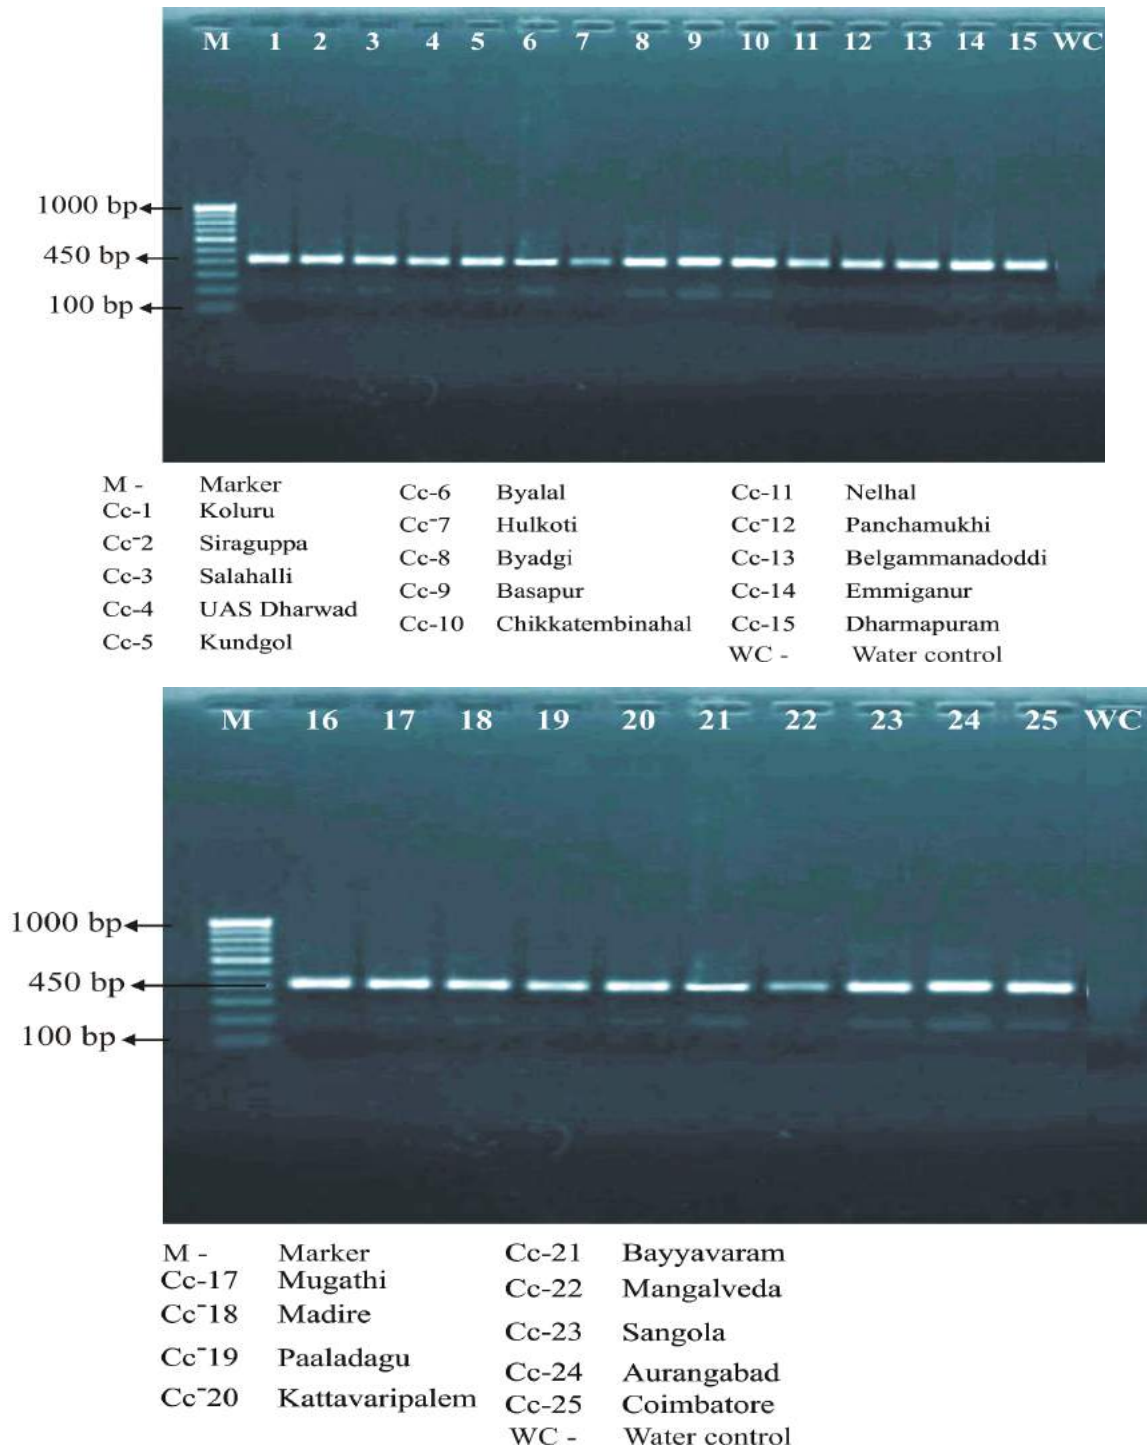 M 1 2 3 4 5 6 7 8 9 10 11 12 13 14 15 WC
1000 bp
450 bp
100 bp
M - Marker
Cc-1 Koluru
Cc-2 Siraguppa
Cc-3 Salahalli
Cc-4 UAS Dharwad
Cc-5 Kundgol
Cc-6 Byalal
Cc-7 Hulkoti
Cc-8 Byadgi
Cc-9 Basapur
Cc-10 Chikkatembinahal
Cc-11 Nelhal
Cc-12 Panchamukhi
Cc-13 Belgammanadoddi
Cc-14 Emmiganur
Cc-15 Dharmapuram
WC - Water control
M 16 17 18 19 20 21 22 23 24 25 WC
1000 bp
450 bp
100 bp
M - Marker
Cc-17 Mugathi
Cc-18 Madire
Cc-19 Paaladagu
Cc-20 Kattavaripalem
Cc-21 Bayyavaram
Cc-22 Mangalveda
Cc-23 Sangola
Cc-24 Aurangabad
Cc-25 Coimbatore
WC - Water control